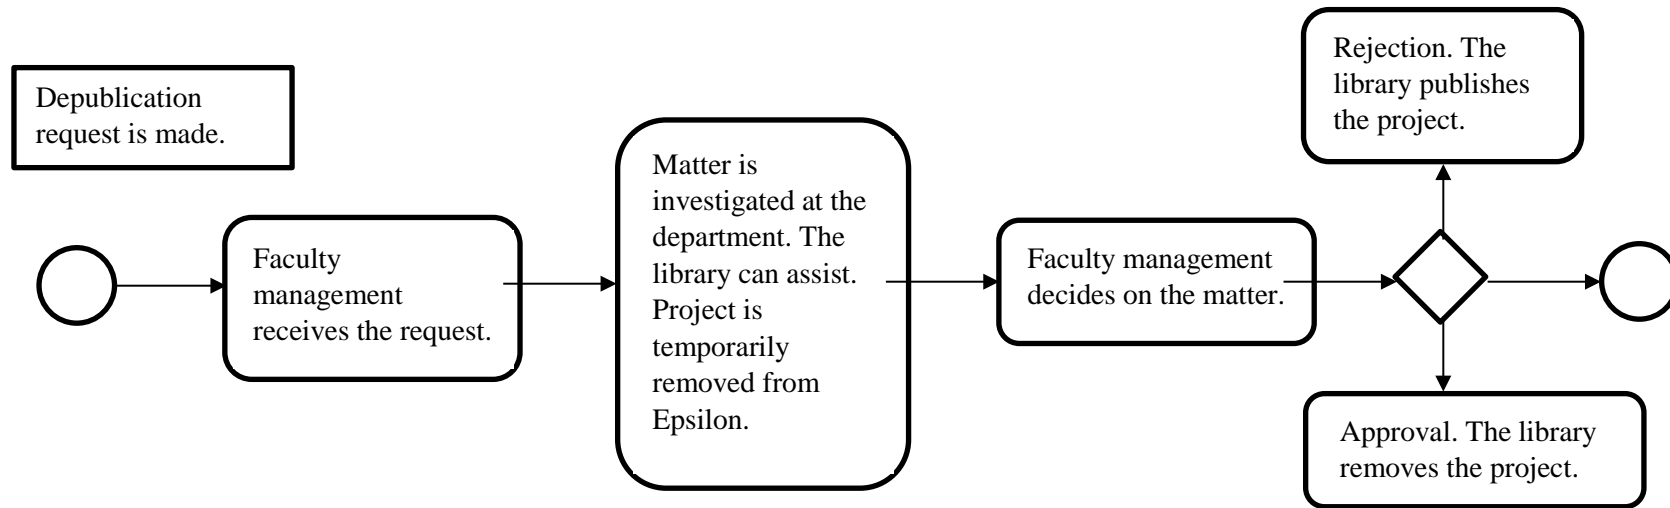 Depublication
request is made.
Faculty
management
receives the request.
Matter is
investigated at the
department. The
library can assist.
Project is
temporarily
removed from
Epsilon.
Faculty management
decides on the matter.
Rejection. The
library publishes
the project.
Approval. The library
removes the project.